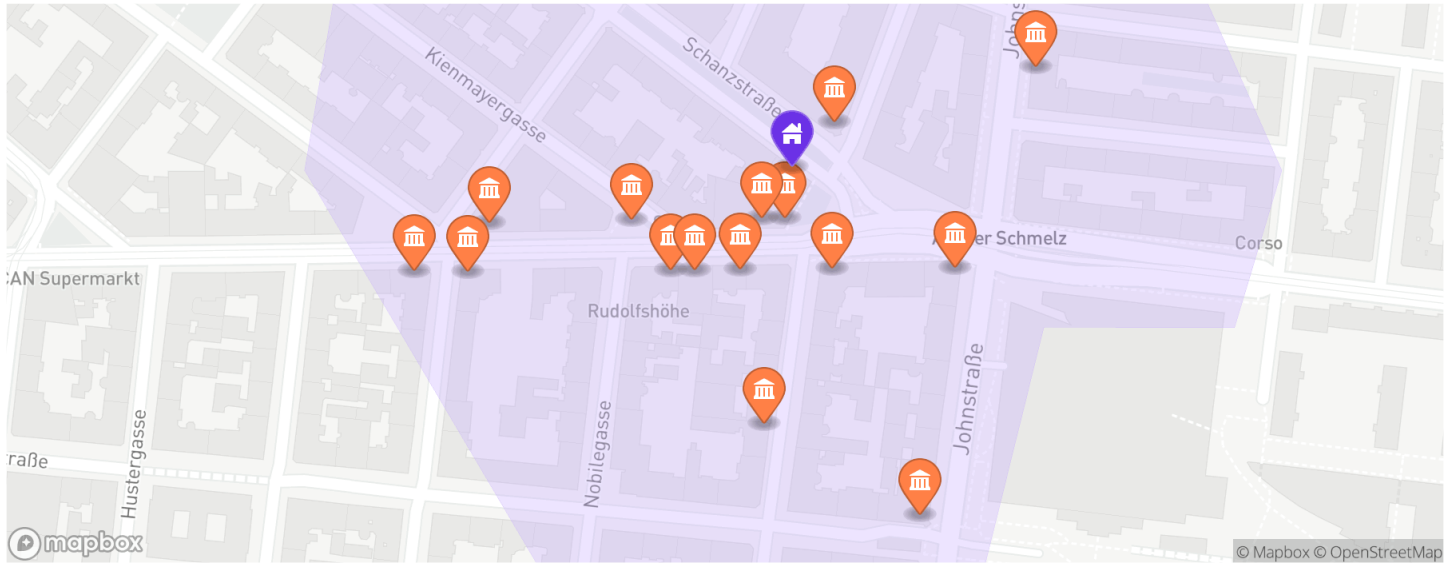 Johns
Schanzstraße
Kienmayergasse
er Schmelz
Corso
CAN Supermarkt
Rudolfshöhe
Johnstraße
Nobilegasse
Hustergasse
raße
mapbox
© Mapbox © OpenStreetMap